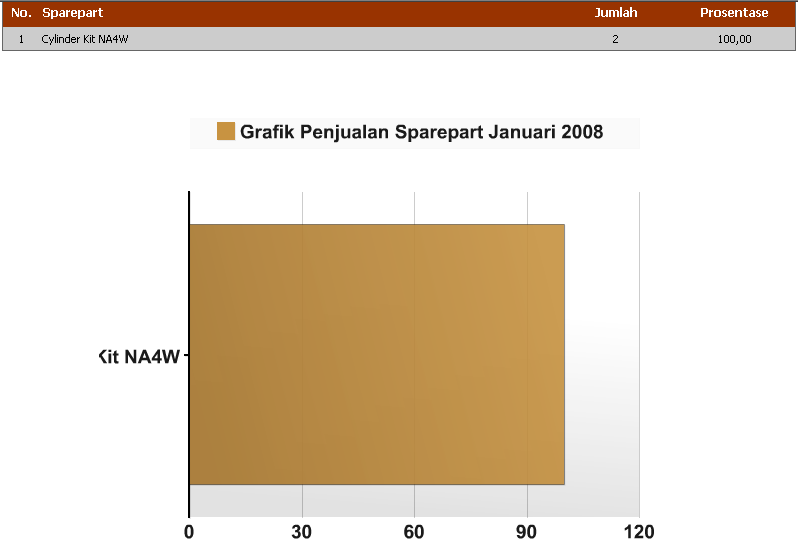 No. Sparepart Jumlah Prosentase
1 Cylinder Kit NA4W 2 100,00
Grafik Penjualan Sparepart Januari 2008
Kit NA4W
0 30 60 90 120